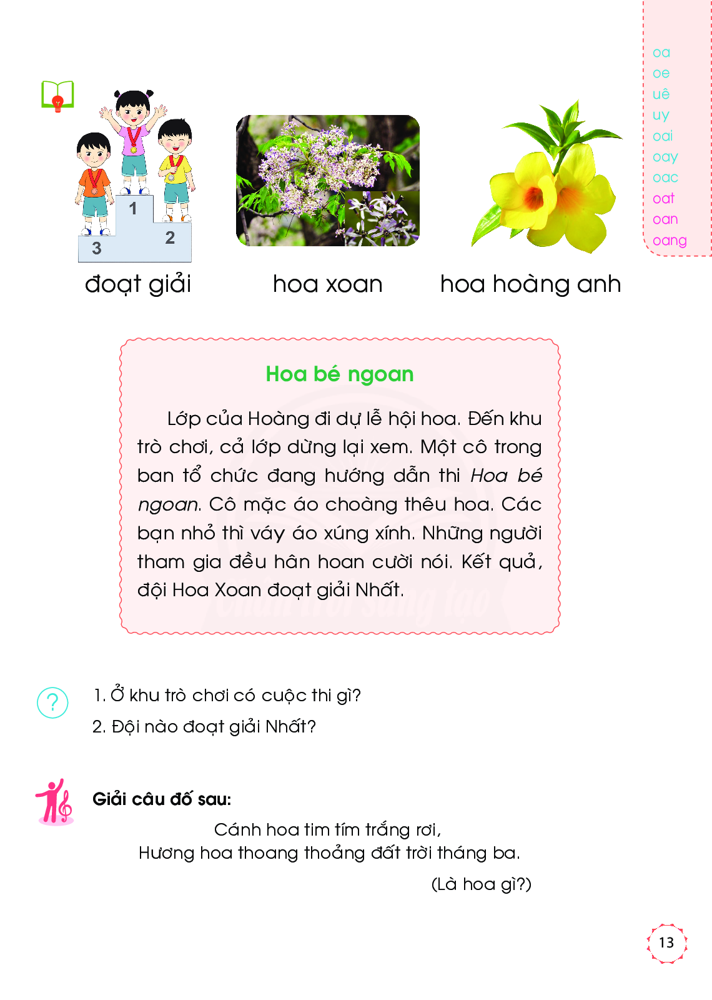 oa
oe
uê
uy
oai
oay
oac
oat
oan
oang
1
2
3
đoạt giải
hoa xoan
hoa hoàng anh
Hoa bé ngoan
Lớp của Hoàng đi dự lễ hội hoa. Đến khu
trò chơi, cả lớp dừng lại xem. Một cô trong
ban tổ chức đang hướng dẫn thi Hoa bé
ngoan. Cô mặc áo choàng thêu hoa. Các
bạn nhỏ thì váy áo xúng xính. Những người
tham gia đều hân hoan cười nói. Kết quả,
đội Hoa Xoan đoạt giải Nhất.
Chân trời sáng tạo
?
1. Ở khu trò chơi có cuộc thi gì?
2. Đội nào đoạt giải Nhất?
Giải câu đố sau:
Cánh hoa tim tím trắng rơi,
Hương hoa thoang thoảng đất trời tháng ba.
(Là hoa gì?)
13